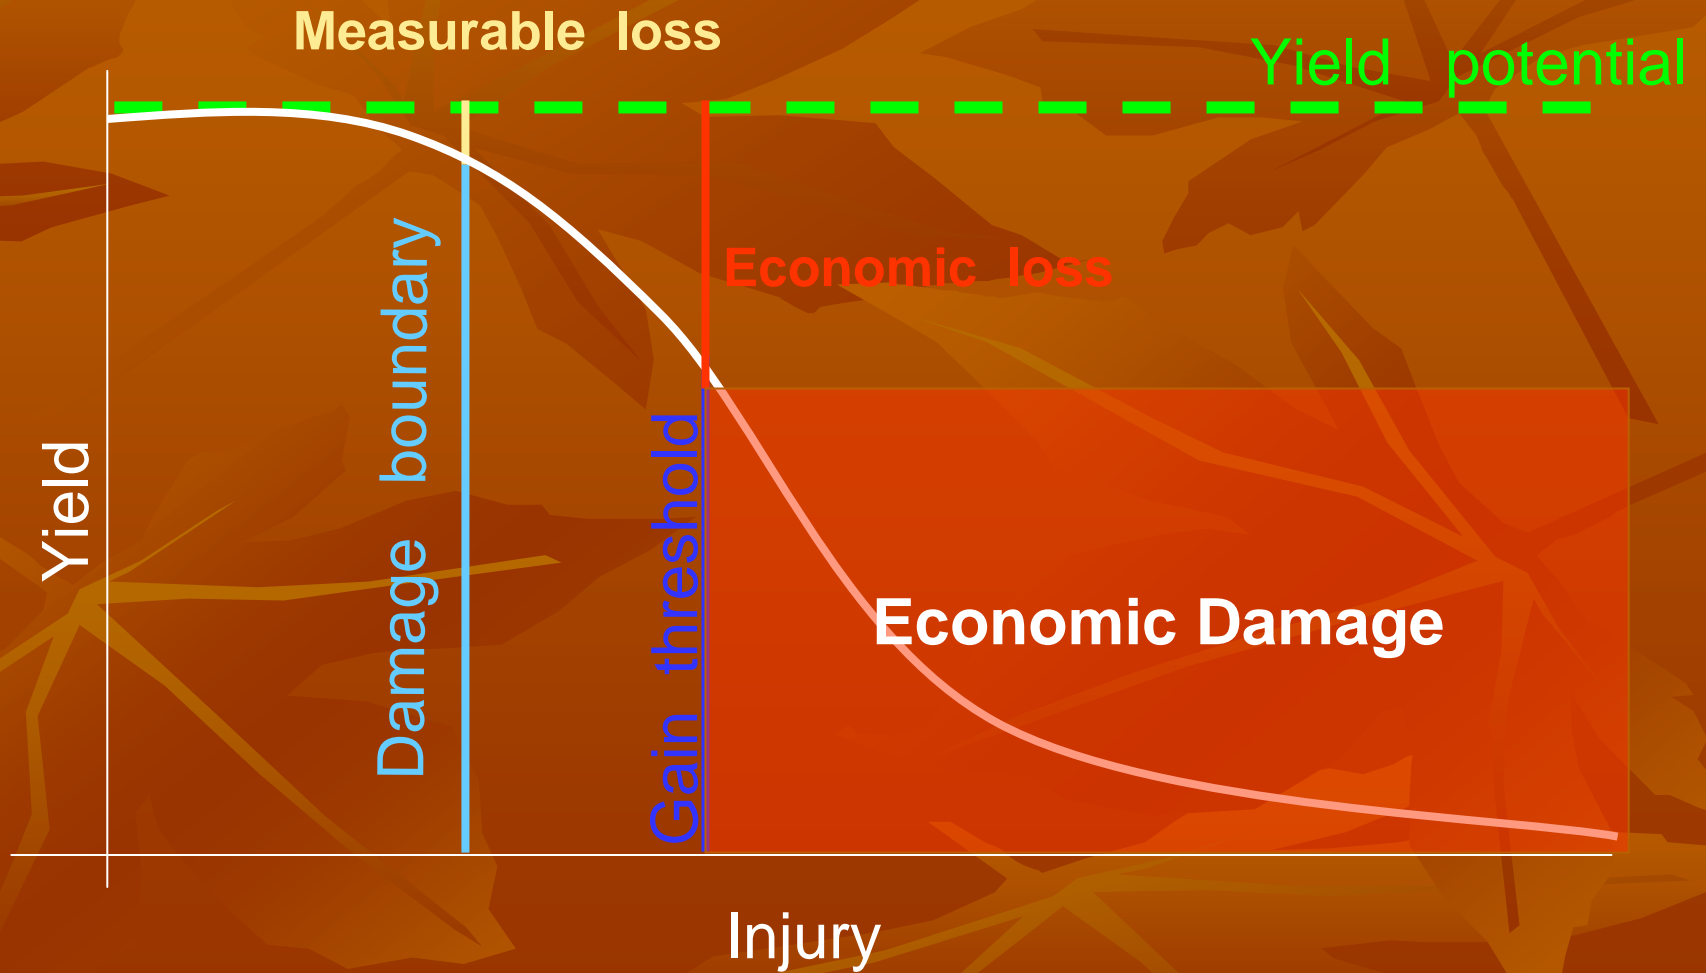 Measurable loss
Yield potential
Economic loss
Damage boundary
Gain threshold
Yield
Economic Damage
Injury